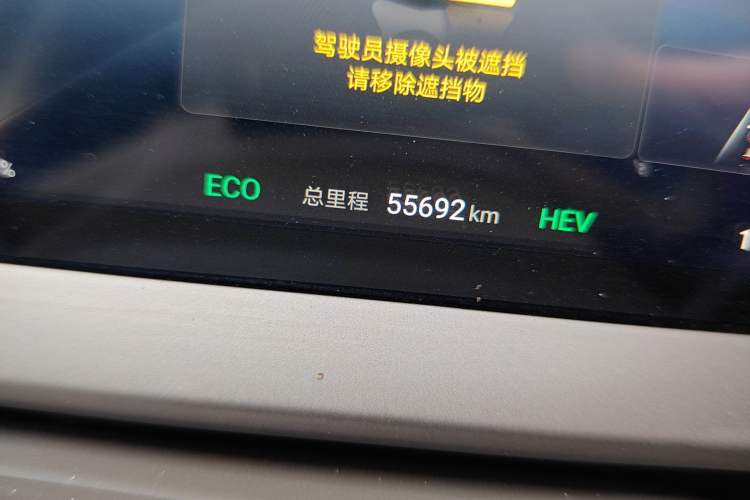 驾驶员摄像头被遮挡
请移除遮挡物
%
ECO 总里程 55692 km HEV
1